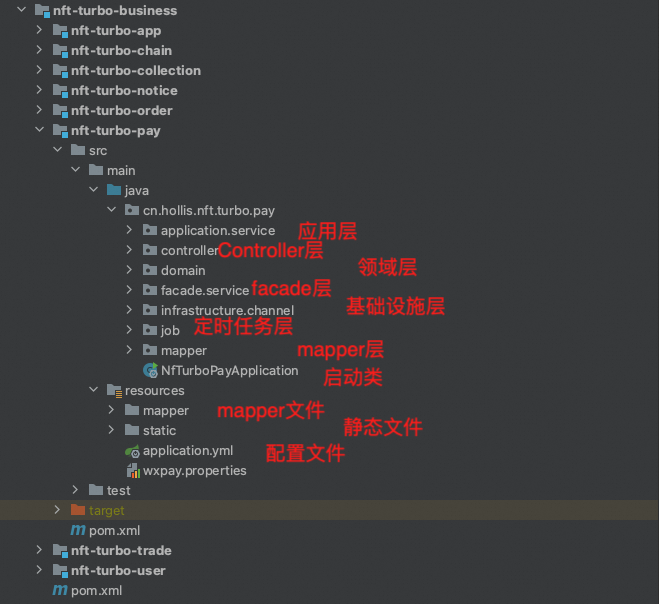 nft-turbo-business
nft-turbo-app
nft-turbo-chain
nft-turbo-collection
nft-turbo-notice
nft-turbo-order
nft-turbo-pay
src
main
java
cn.hollis.nft.turbo.pay
application.service 应用层
controller Controller层
domain 领域层
facade.service facade层
infrastructure.channel 基础设施层
job 定时任务层
mapper mapper层
NfTurboPayApplication 启动类
resources
mapper mapper文件
static 静态文件
application.yml 配置文件
wxpay.properties
test
target
pom.xml
nft-turbo-trade
nft-turbo-user
pom.xml